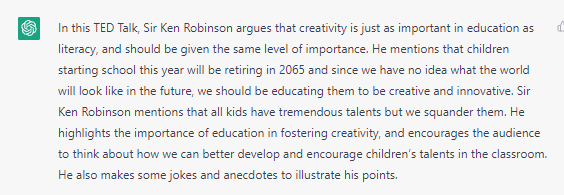 In this TED Talk, Sir Ken Robinson argues that creativity is just as important in education as
literacy, and should be given the same level of importance. He mentions that children
starting school this year will be retiring in 2065 and since we have no idea what the world
will look like in the future, we should be educating them to be creative and innovative. Sir
Ken Robinson mentions that all kids have tremendous talents but we squander them. He
highlights the importance of education in fostering creativity, and encourages the audience
to think about how we can better develop and encourage children's talents in the classroom.
He also makes some jokes and anecdotes to illustrate his points.